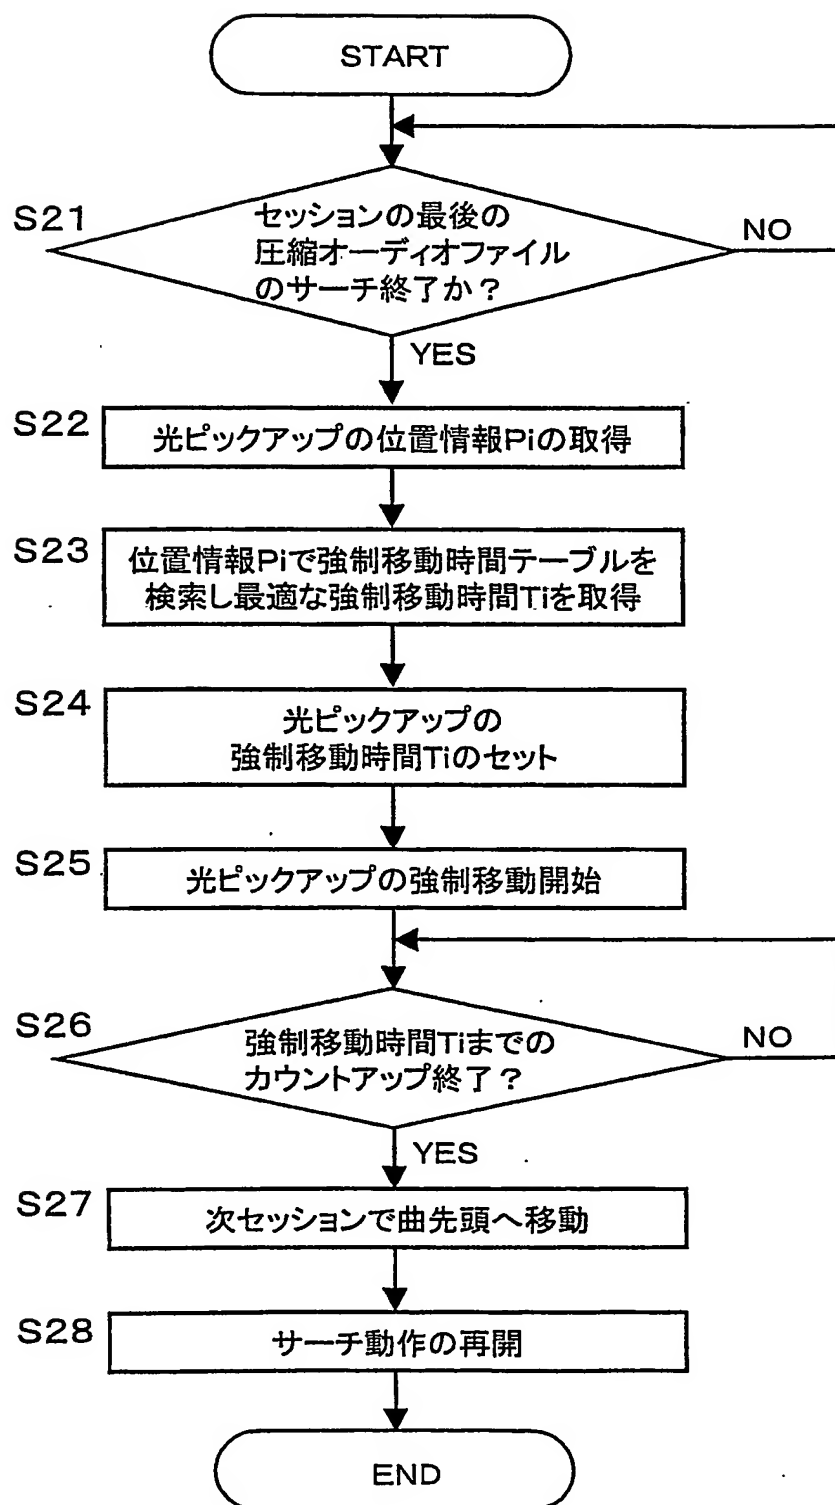 START
S21
セッションの最後の
圧縮オーディオファイル
のサーチ終了か?
NO
YES
S22
光ピックアップの位置情報Piの取得
S23
位置情報Piで強制移動時間テーブルを
検索し最適な強制移動時間Tiを取得
S24
光ピックアップの
強制移動時間Tiのセット
S25
光ピックアップの強制移動開始
S26
強制移動時間Tiまでの
カウントアップ終了?
NO
YES
S27
次セッションで曲先頭へ移動
S28
サーチ動作の再開
END